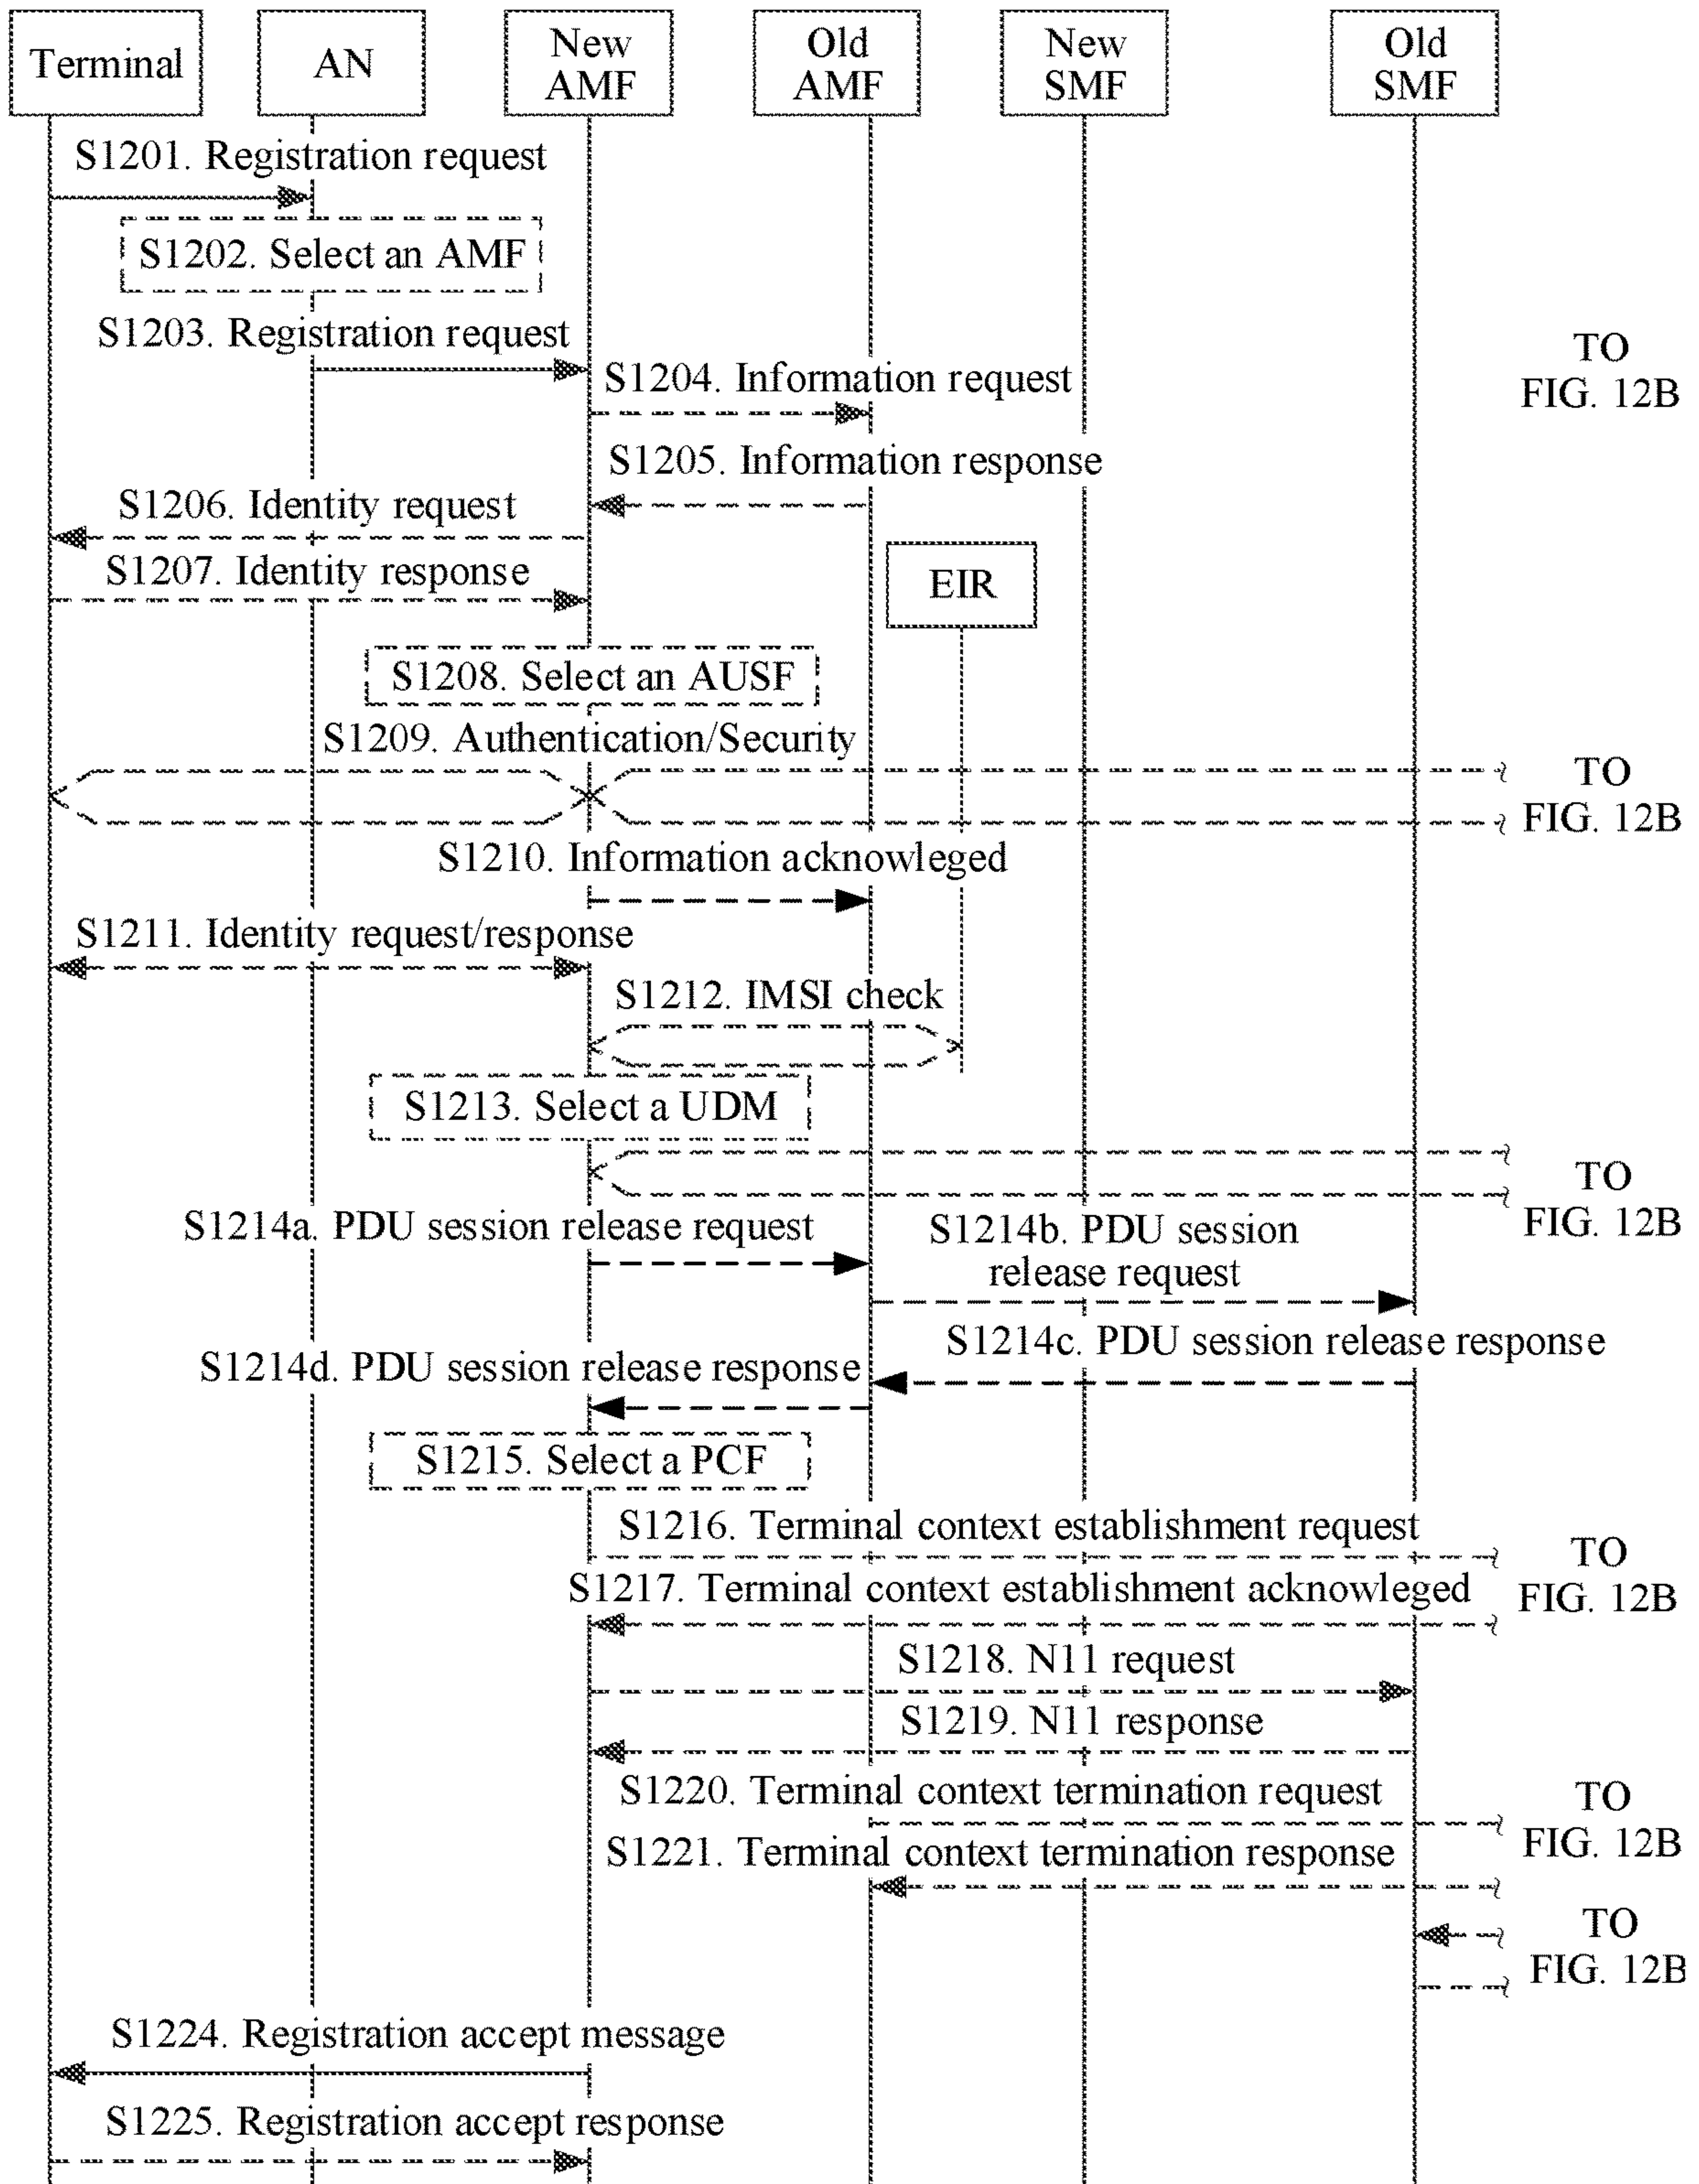 Terminal
AN
New
AMF
Old
AMF
New
SMF
Old
SMF
S1201. Registration request
S1202. Select an AMF
S1203. Registration request
TO
FIG. 12B
S1204. Information request
S1205. Information response
S1206. Identity request
S1207. Identity response
EIR
S1208. Select an AUSF
S1209. Authentication/Security
TO
FIG. 12B
S1210. Information acknowleged
S1211. Identity request/response
S1212. IMSI check
S1213. Select a UDM
TO
FIG. 12B
S1214a. PDU session release request
S1214b. PDU session
release request
S1214c. PDU session release response
S1214d. PDU session release response
S1215. Select a PCF
S1216. Terminal context establishment request
TO
FIG. 12B
S1217. Terminal context establishment acknowleged
S1218. N11 request
S1219. N11 response
S1220. Terminal context termination request
TO
FIG. 12B
S1221. Terminal context termination response
TO
FIG. 12B
S1224. Registration accept message
S1225. Registration accept response